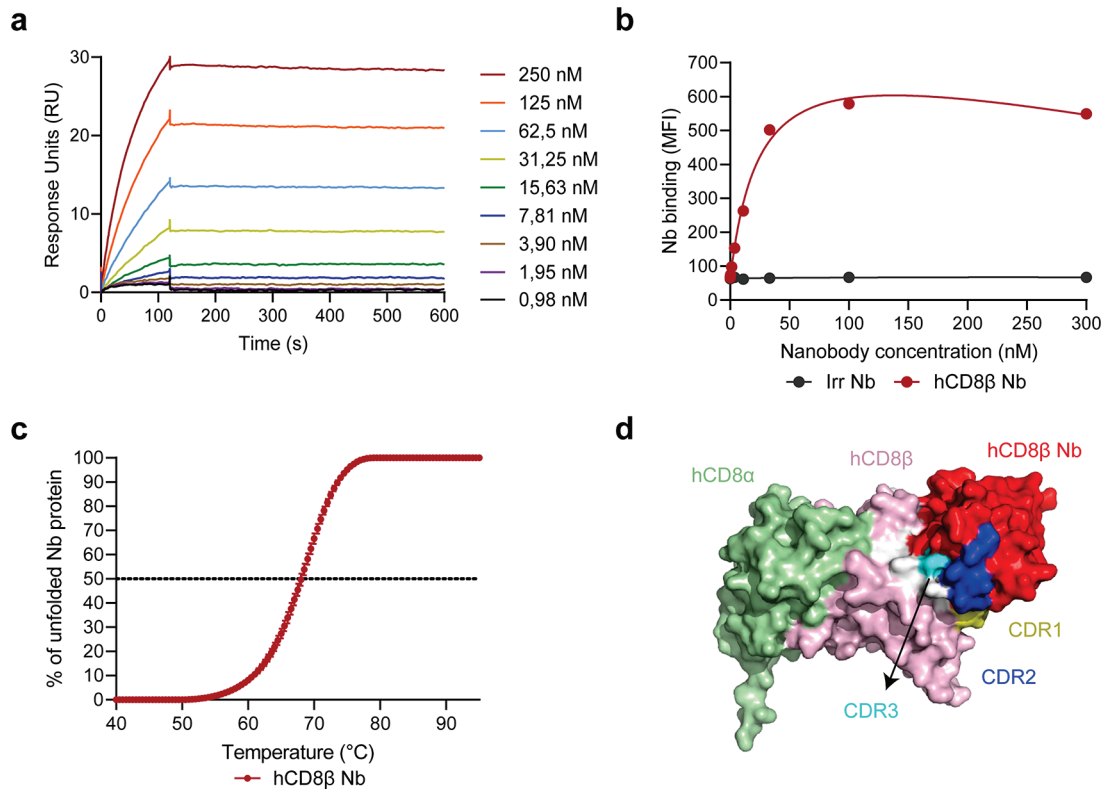 a
30
20
10
0
0 100 200 300 400 500 600
Response Units (RU)
Time (s)
250 nM
125 nM
62,5 nM
31,25 nM
15,63 nM
7,81 nM
3,90 nM
1,95 nM
0,98 nM
b
700
600
500
400
300
200
100
0
0 50 100 150 200 250 300
Nb binding (MFI)
Nanobody concentration (nM)
Irr Nb hCD8β Nb
c
100
90
80
70
60
50
40
30
20
10
0
40 50 60 70 80 90
% of unfolded Nb protein
Temperature (°C)
hCD8β Nb
d
hCD8α
hCD8β
hCD8β Nb
CDR1
CDR2
CDR3